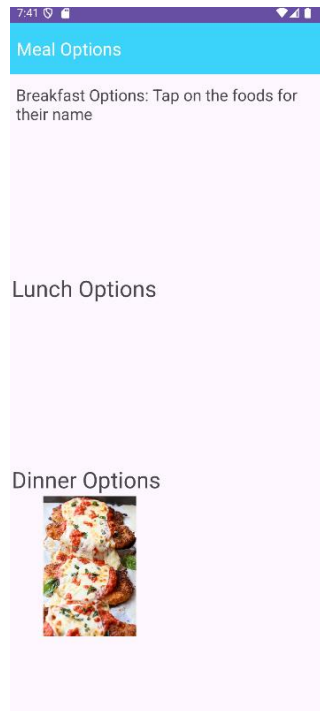 7:41
Meal Options
Breakfast Options: Tap on the foods for
their name
Lunch Options
Dinner Options